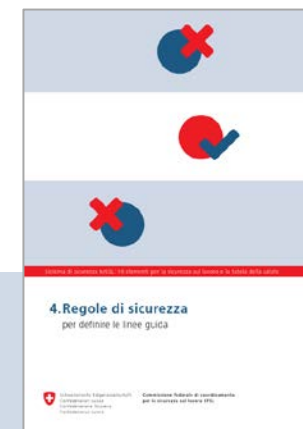 Sistema di sicurezza MSSL: 10 elementi per la sicurezza sul lavoro e la tutela della salute
4. Regole di sicurezza
per definire le linee guida
Schweizerische Eidgenossenschaft
Confédération suisse
Confederazione Svizzera
Confederaziun svizra
Commissione federale di coordinamento
per la sicurezza sul lavoro CFSL